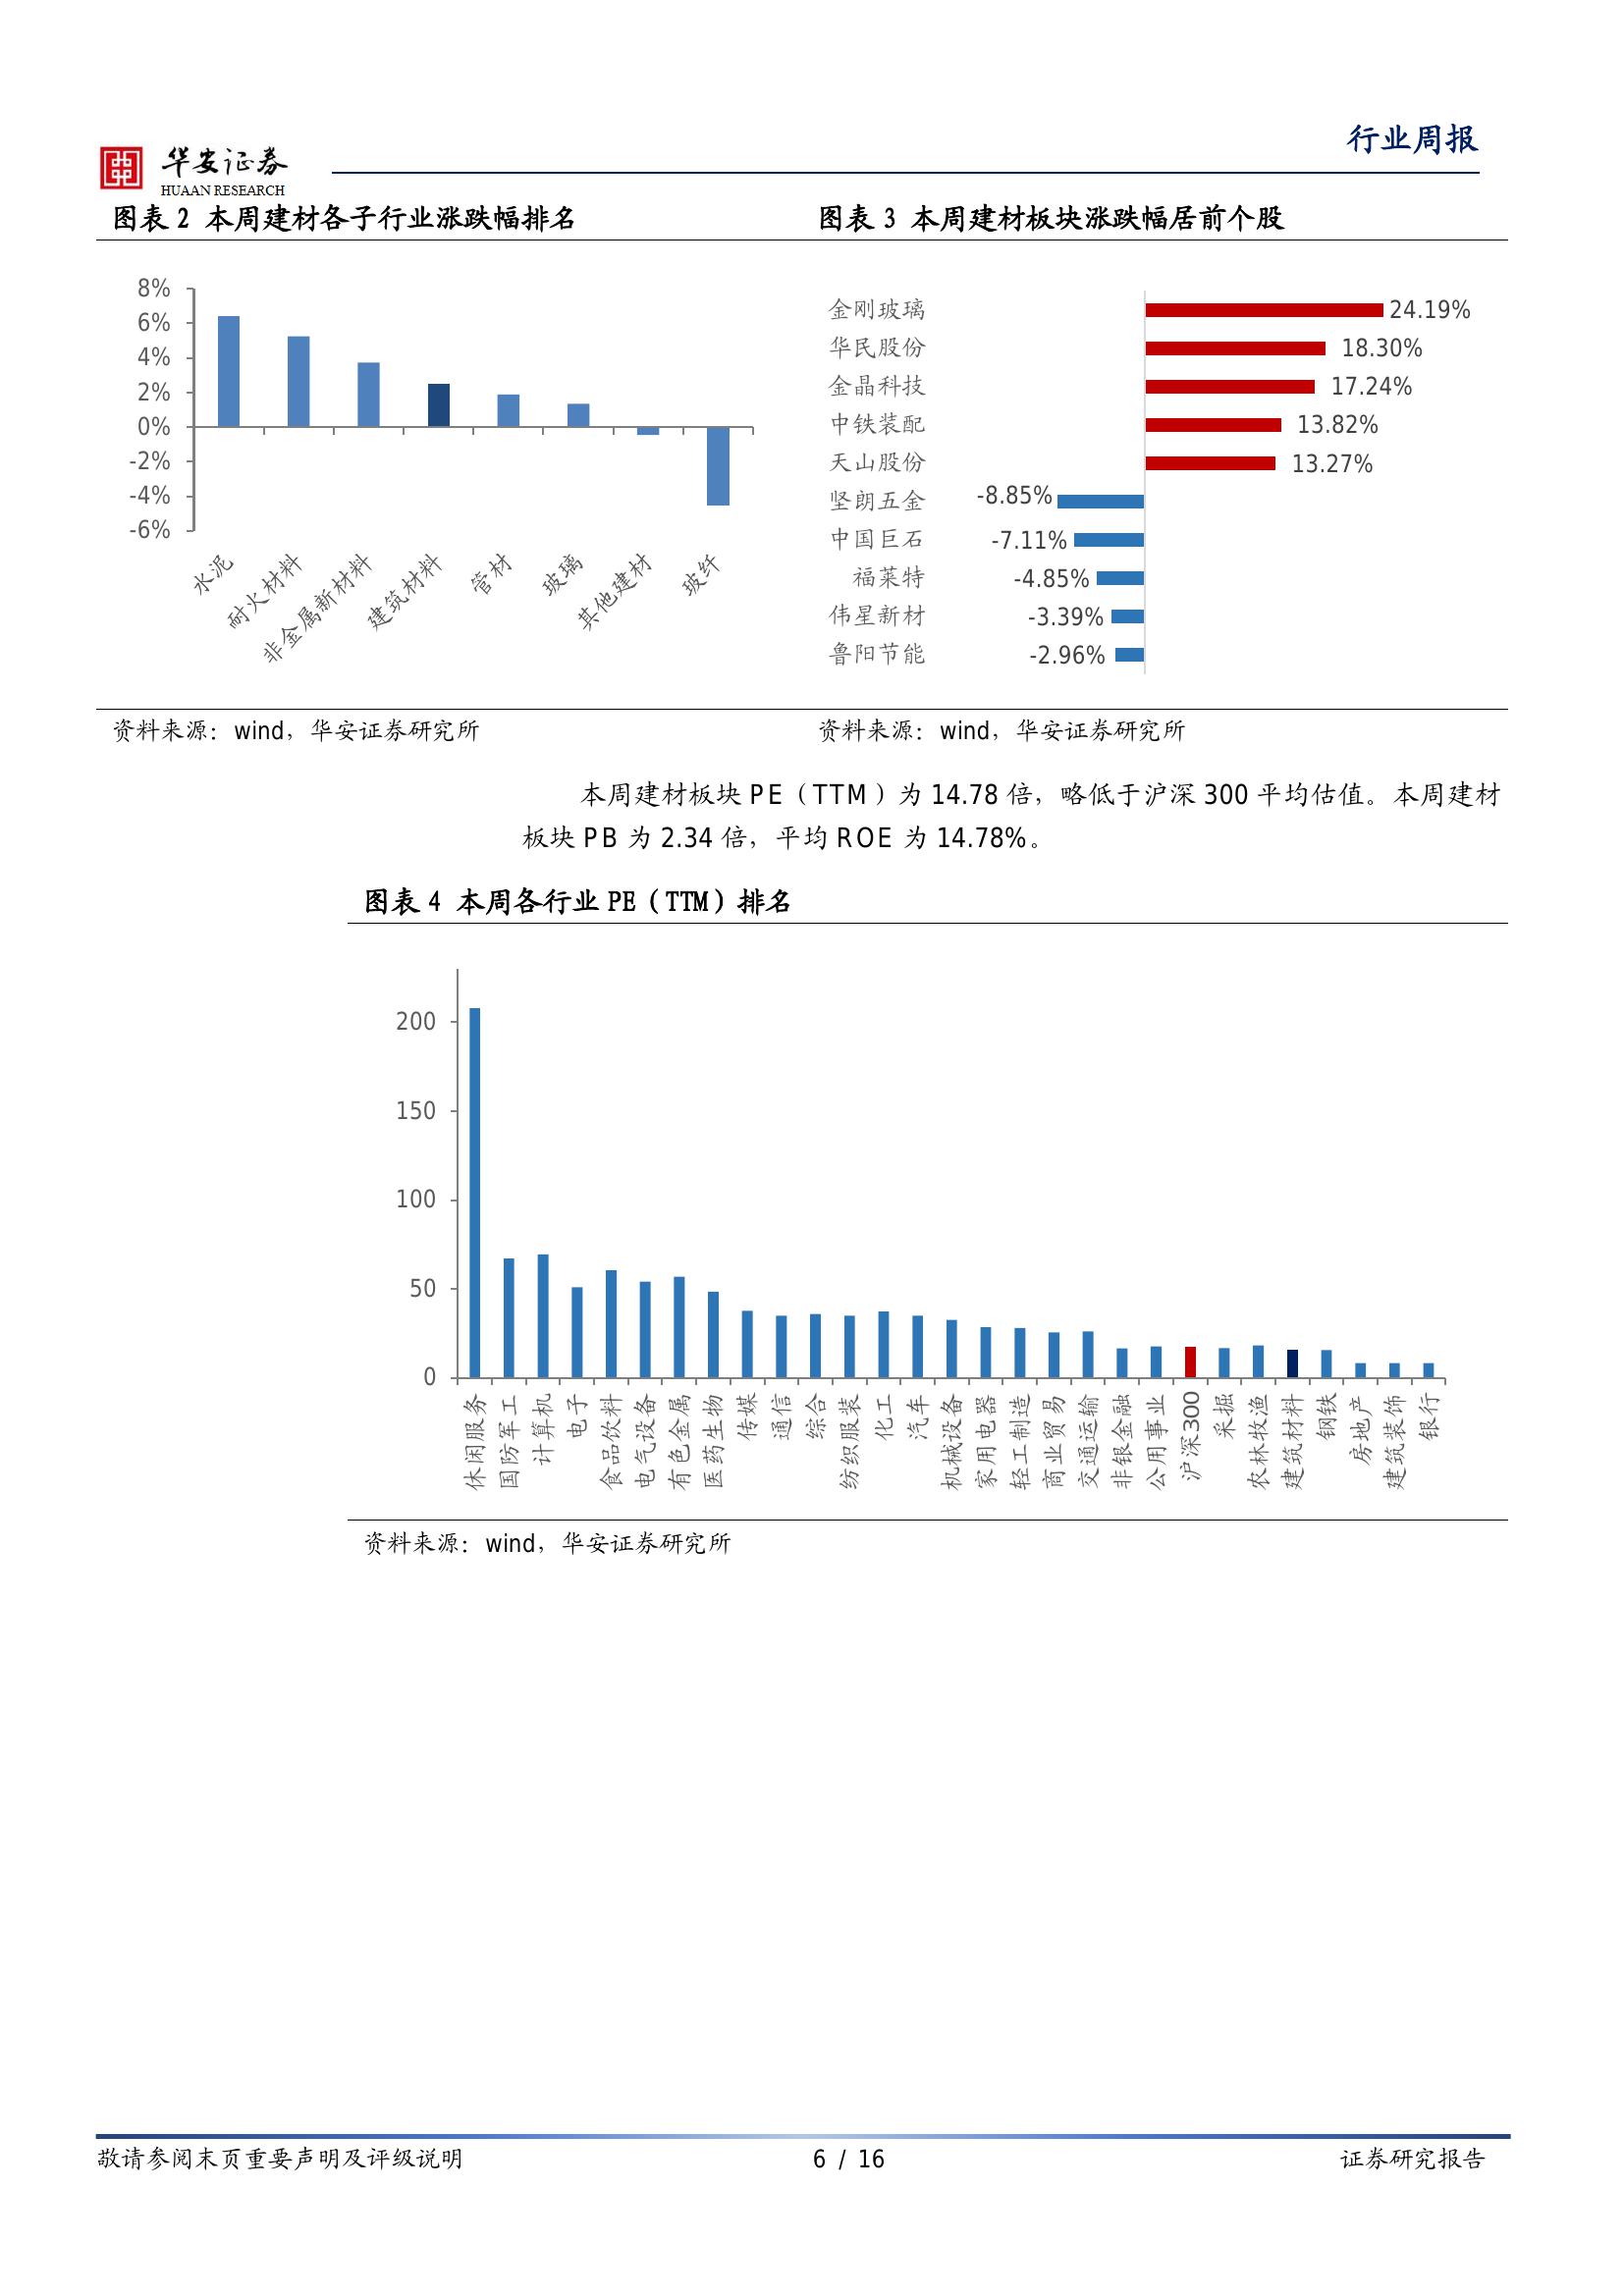 行业周报
华安证券
HUAAN RESEARCH
图表 2 本周建材各子行业涨跌幅排名
8%
6%
4%
2%
0%
-2%
-4%
-6%
水泥
耐火材料
非金属新材料
建筑材料
管材
玻璃
其他建材
玻纤
资料来源：wind，华安证券研究所
图表 3 本周建材板块涨跌幅居前个股
金刚玻璃 24.19%
华民股份 18.30%
金晶科技 17.24%
中铁装配 13.82%
天山股份 13.27%
坚朗五金 -8.85%
中国巨石 -7.11%
福莱特 -4.85%
伟星新材 -3.39%
鲁阳节能 -2.96%
资料来源：wind，华安证券研究所
本周建材板块 PE（TTM）为 14.78 倍，略低于沪深 300 平均估值。本周建材
板块 PB 为 2.34 倍，平均 ROE 为 14.78%。
图表 4 本周各行业 PE（TTM）排名
200
150
100
50
0
休闲服务
国防军工
计算机
电子
食品饮料
电气设备
有色金属
医药生物
传媒
通信
综合
纺织服装
化工
汽车
机械设备
家用电器
轻工制造
商业贸易
交通运输
非银金融
公用事业
沪深300
采掘
农林牧渔
建筑材料
钢铁
房地产
建筑装饰
银行
资料来源：wind，华安证券研究所
敬请参阅末页重要声明及评级说明
6 / 16
证券研究报告